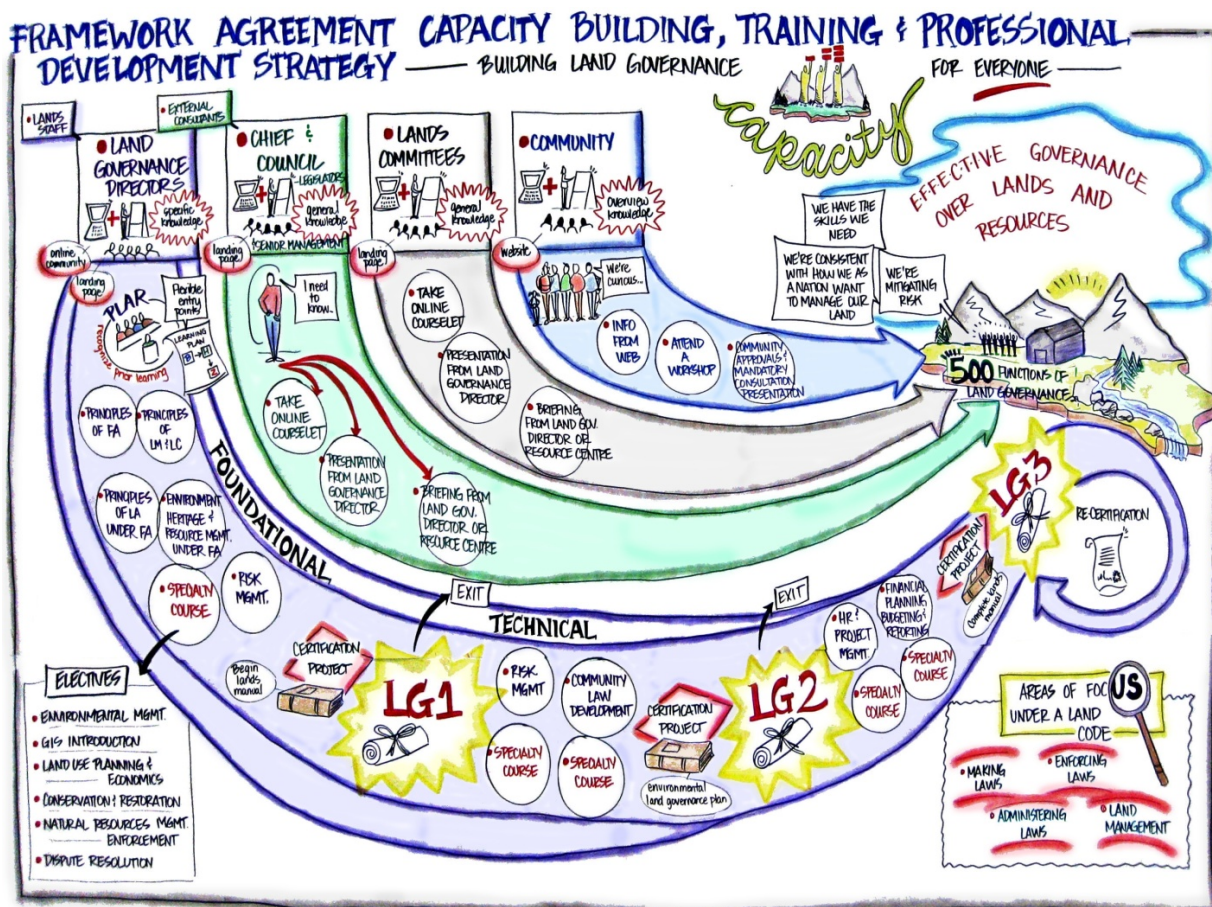 FRAMEWORK AGREEMENT CAPACITY BUILDING, TRAINING & PROFESSIONAL
DEVELOPMENT STRATEGY — BUILDING LAND GOVERNANCE
FOR EVERYONE
capacity
• LANDS
STAFF
• EXTERNAL
CONSULTANTS
• LAND
GOVERNANCE
DIRECTORS
specific
knowledge
online
community
landing
page
• CHIEF &
COUNCIL
-LEGISLATORS
general
knowledge
& SENIOR MANAGEMENT
landing
page
• LANDS
COMMITTEES
general
knowledge
landing
page
• COMMUNITY
overview
knowledge
website
EFFECTIVE GOVERNANCE
OVER LANDS AND
RESOURCES
WE HAVE THE
SKILLS WE
NEED
WE'RE CONSISTENT
WITH HOW WE AS
A NATION WANT
TO MANAGE OUR
LAND
WE'RE
MITIGATING
RISK
500 FUNCTIONS OF
LAND GOVERNANCE
We're
curious...
• INFO
FROM
WEB
• ATTEND
A
WORKSHOP
• COMMUNITY
APPROVALS &
MANDATORY
CONSULTATION
PRESENTATION
• TAKE
ONLINE
COURSELET
• PRESENTATION
FROM LAND
GOVERNANCE
DIRECTOR
• BRIEFING
FROM LAND GOV.
DIRECTOR OR
RESOURCE CENTRE
I need
to
know...
• TAKE
ONLINE
COURSELET
• PRESENTATION
FROM LAND
GOVERNANCE
DIRECTOR
• BRIEFING FROM
LAND GOV.
DIRECTOR OR
RESOURCE CENTRE
PLAR
recognize prior learning
Flexible
entry
points
LEARNING
PLAN
• PRINCIPLES
OF FA
• PRINCIPLES
OF
LM & LC
• PRINCIPLES
OF LA
UNDER FA
• ENVIRONMENT
HERITAGE &
RESOURCE MGMT.
UNDER FA
• SPECIALTY
COURSE
• RISK
MGMT.
FOUNDATIONAL
TECHNICAL
ELECTIVES
• ENVIRONMENTAL MGMT.
• GIS INTRODUCTION
• LAND USE PLANNING &
ECONOMICS
• CONSERVATION & RESTORATION
• NATURAL RESOURCES MGMT.
ENFORCEMENT
• DISPUTE RESOLUTION
Begin
lands
manual
CERTIFICATION
PROJECT
LG1
EXIT
• RISK
MGMT
• COMMUNITY
LAW
DEVELOPMENT
• SPECIALTY
COURSE
• SPECIALTY
COURSE
CERTIFICATION
PROJECT
environmental
land governance plan
LG2
EXIT
• HR &
PROJECT
MGMT.
• FINANCIAL
PLANNING
BUDGETING &
REPORTING
• SPECIALTY
COURSE
• SPECIALTY
COURSE
CERTIFICATION
PROJECT
Complete lands
manual
LG3
RE CERTIFICATION
AREAS OF FOCUS
UNDER A LAND
CODE
• MAKING
LAWS
• ENFORCING
LAWS
• ADMINISTERING
LAWS
• LAND
MANAGEMENT